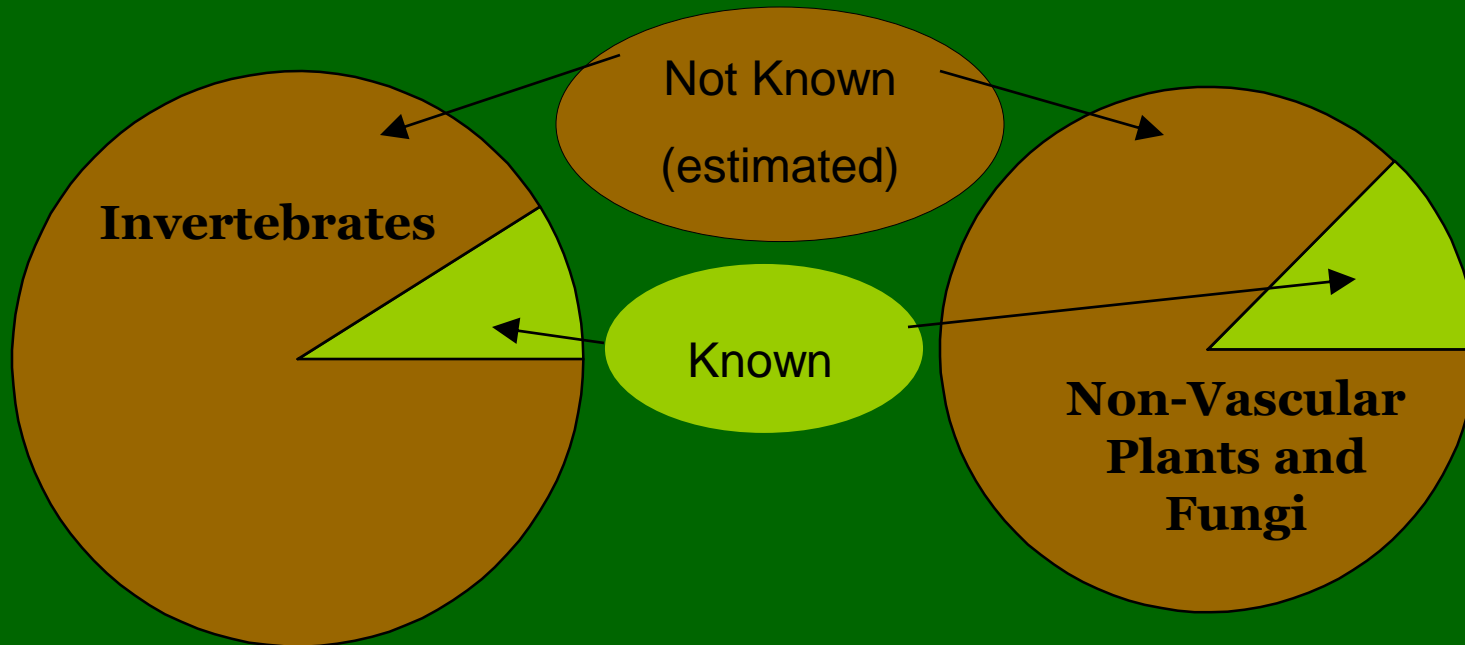 Not Known
(estimated)
Invertebrates
Known
Non-Vascular
Plants and
Fungi